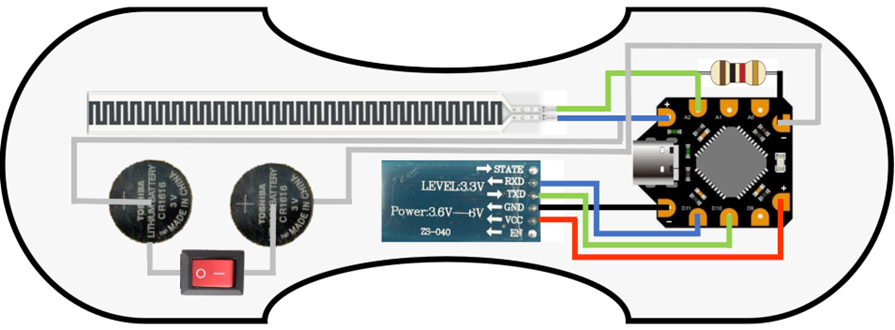 +
A2
A1
A0
-
STATE
RXD
LEVEL:3.3V
TXD
GND
Power:3.6V—6V
VCC
ZS-040
EN
+
TOSHIBA
LITHIUM BATTERY
CR1616
3V
MADE IN CHINA
+
TOSHIBA
CR1616
3V
MADE IN CHINA
-
D11
D10
D9
+
O —